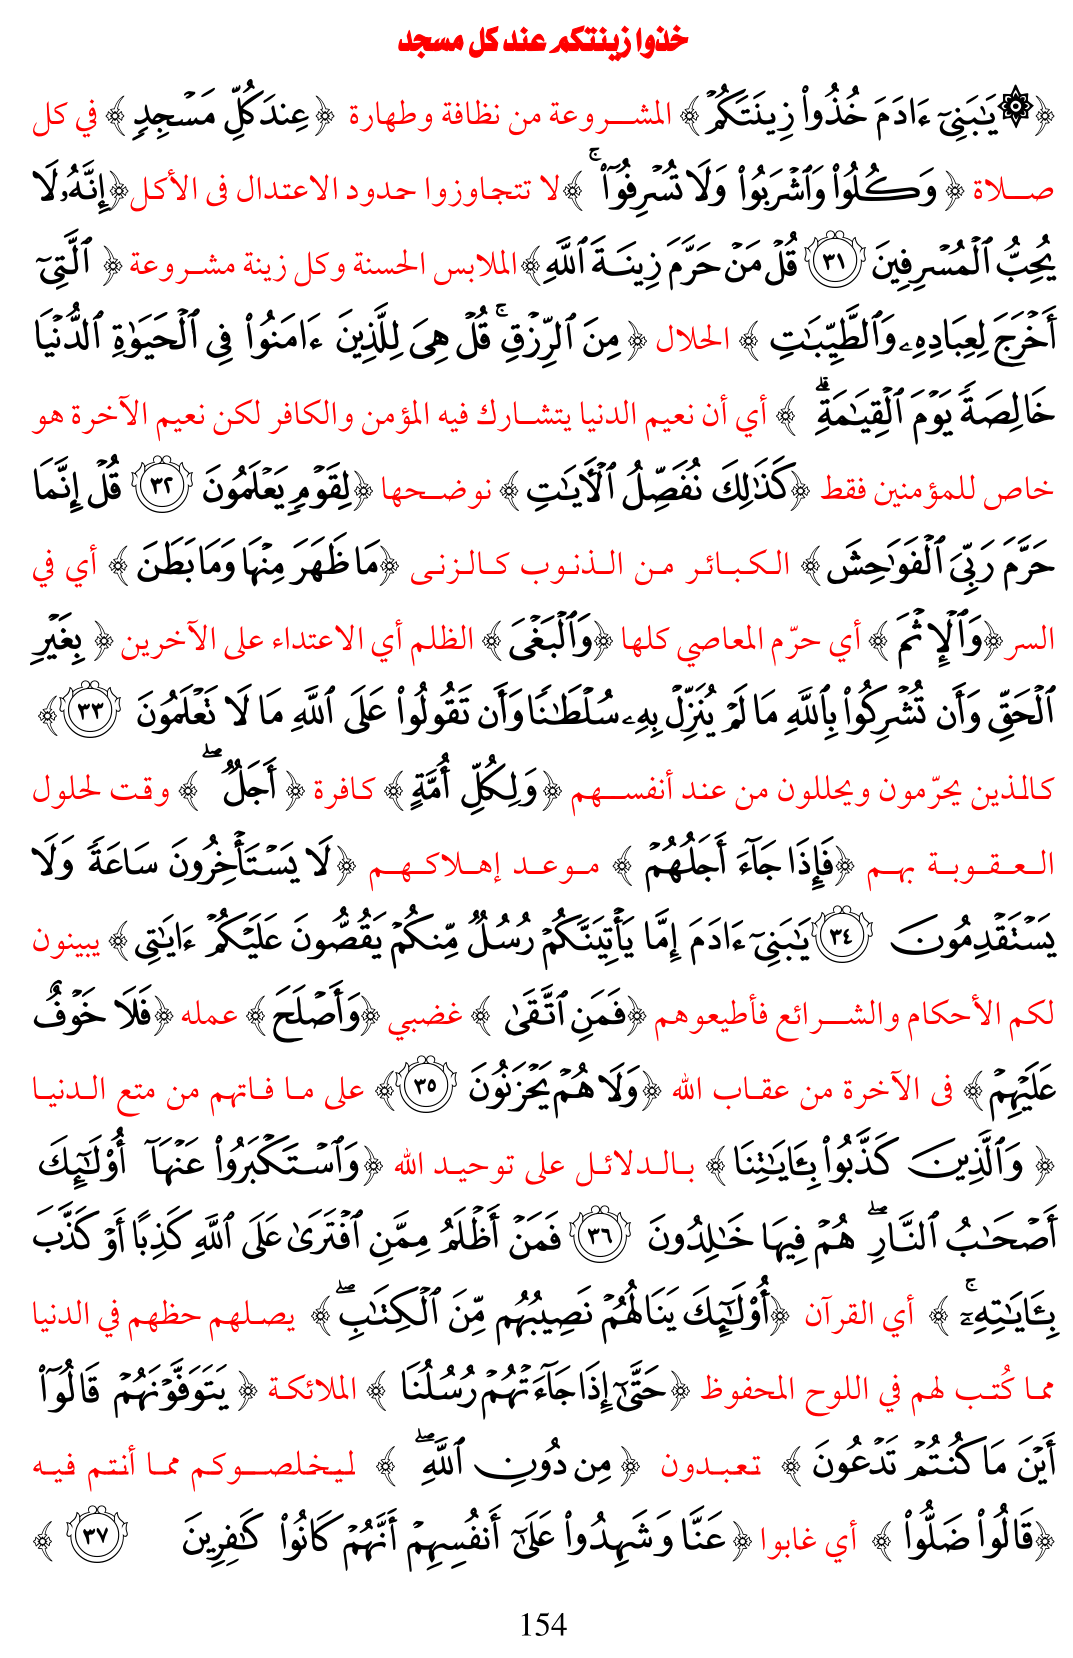 خذوا زينتكم عند كل مسجد
﴿۞ يَٰبَنِيٓ ءَادَمَ خُذُواْ زِينَتَكُمۡ﴾ المشروعة من نظافة وطهارة ﴿عِندَ كُلِّ مَسۡجِدٖ﴾ في كل
صلاة ﴿وَكُلُواْ وَٱشۡرَبُواْ وَلَا تُسۡرِفُوٓاْۚ﴾ لا تتجاوزوا حدود الاعتدال فى الأكل ﴿إِنَّهُۥ لَا
يُحِبُّ ٱلۡمُسۡرِفِينَ ٣١ قُلۡ مَنۡ حَرَّمَ زِينَةَ ٱللَّهِ﴾ الملابس الحسنة وكل زينة مشروعة ﴿ٱلَّتِيٓ
أَخۡرَجَ لِعِبَادِهِۦ وَٱلطَّيِّبَٰتِ﴾ الحلال ﴿مِنَ ٱلرِّزۡقِۚ قُلۡ هِيَ لِلَّذِينَ ءَامَنُواْ فِي ٱلۡحَيَوٰةِ ٱلدُّنۡيَا
خَالِصَةٗ يَوۡمَ ٱلۡقِيَٰمَةِۗ﴾ أي أن نعيم الدنيا يتشارك فيه المؤمن والكافر لكن نعيم الآخرة هو
خاص للمؤمنين فقط ﴿كَذَٰلِكَ نُفَصِّلُ ٱلۡأٓيَٰتِ﴾ نوضحها ﴿لِقَوۡمٖ يَعۡلَمُونَ ٣٢ قُلۡ إِنَّمَا
حَرَّمَ رَبِّيَ ٱلۡفَوَٰحِشَ﴾ الكبائر من الذنوب كالزنى ﴿مَا ظَهَرَ مِنۡهَا وَمَا بَطَنَ﴾ أي في
السر ﴿وَٱلۡإِثۡمَ﴾ أي حرّم المعاصي كلها ﴿وَٱلۡبَغۡيَ﴾ الظلم أي الاعتداء على الآخرين ﴿بِغَيۡرِ
ٱلۡحَقِّ وَأَن تُشۡرِكُواْ بِٱللَّهِ مَا لَمۡ يُنَزِّلۡ بِهِۦ سُلۡطَٰنٗا وَأَن تَقُولُواْ عَلَى ٱللَّهِ مَا لَا تَعۡلَمُونَ ٣٣﴾
كالذين يحرّمون ويحللون من عند أنفسهم ﴿وَلِكُلِّ أُمَّةٍ﴾ كافرة ﴿أَجَلٞۖ﴾ وقت لحلول
العقوبة بهم ﴿فَإِذَا جَآءَ أَجَلُهُمۡ﴾ موعد إهلاكهم ﴿لَا يَسۡتَأۡخِرُونَ سَاعَةٗ وَلَا
يَسۡتَقۡدِمُونَ ٣٤ يَٰبَنِيٓ ءَادَمَ إِمَّا يَأۡتِيَنَّكُمۡ رُسُلٞ مِّنكُمۡ يَقُصُّونَ عَلَيۡكُمۡ ءَايَٰتِي﴾ يبينون
لكم الأحكام والشرائع فأطيعوهم ﴿فَمَنِ ٱتَّقَىٰ﴾ غضبي ﴿وَأَصۡلَحَ﴾ عمله ﴿فَلَا خَوۡفٌ
عَلَيۡهِمۡ﴾ فى الآخرة من عقاب الله ﴿وَلَا هُمۡ يَحۡزَنُونَ ٣٥﴾ على ما فاتهم من متع الدنيا
﴿وَٱلَّذِينَ كَذَّبُواْ بِـَٔايَٰتِنَا﴾ بالدلائل على توحيد الله ﴿وَٱسۡتَكۡبَرُواْ عَنۡهَآ أُوْلَٰٓئِكَ
أَصۡحَٰبُ ٱلنَّارِۖ هُمۡ فِيهَا خَٰلِدُونَ ٣٦ فَمَنۡ أَظۡلَمُ مِمَّنِ ٱفۡتَرَىٰ عَلَى ٱللَّهِ كَذِبًا أَوۡ كَذَّبَ
بِـَٔايَٰتِهِۦٓۚ﴾ أي القرآن ﴿أُوْلَٰٓئِكَ يَنَالُهُمۡ نَصِيبُهُم مِّنَ ٱلۡكِتَٰبِۖ﴾ يصلهم حظهم في الدنيا
مما كُتب لهم في اللوح المحفوظ ﴿حَتَّىٰٓ إِذَا جَآءَتۡهُمۡ رُسُلُنَا﴾ الملائكة ﴿يَتَوَفَّوۡنَهُمۡ قَالُوٓاْ
أَيۡنَ مَا كُنتُمۡ تَدۡعُونَ﴾ تعبدون ﴿مِن دُونِ ٱللَّهِۖ﴾ ليخلصوكم مما أنتم فيه
﴿قَالُواْ ضَلُّواْ﴾ أي غابوا ﴿عَنَّا وَشَهِدُواْ عَلَىٰٓ أَنفُسِهِمۡ أَنَّهُمۡ كَانُواْ كَٰفِرِينَ ٣٧﴾
154